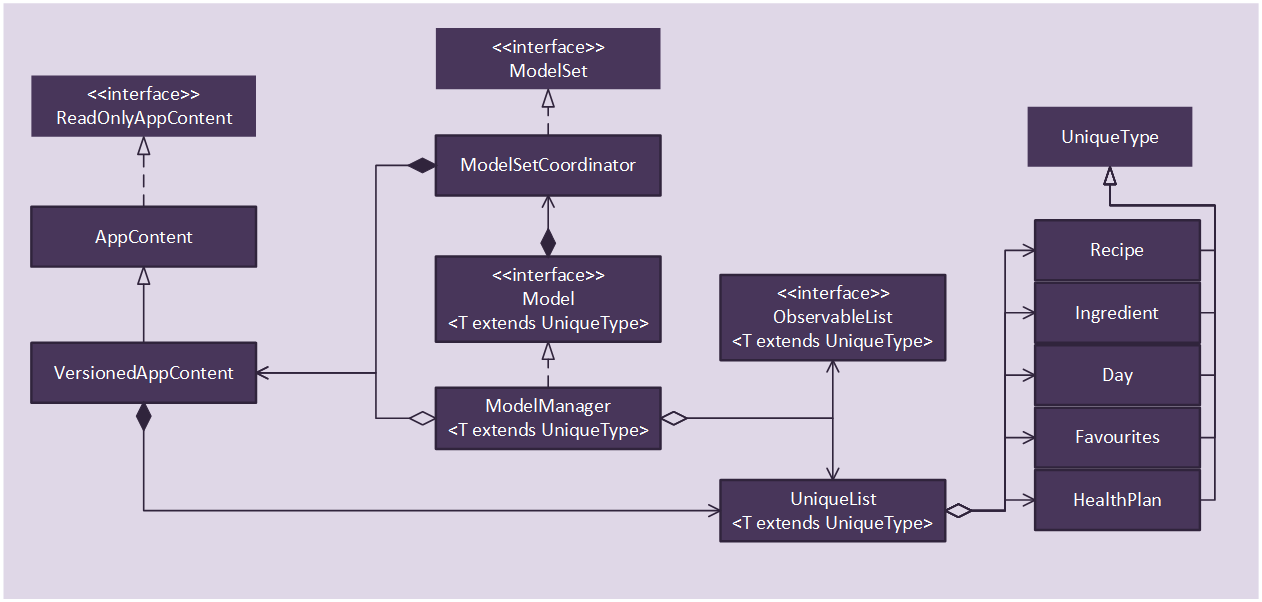 <<interface>>
ReadOnlyAppContent
AppContent
VersionedAppContent
<<interface>>
ModelSet
ModelSetCoordinator
<<interface>>
Model
<T extends UniqueType>
ModelManager
<T extends UniqueType>
<<interface>>
ObservableList
<T extends UniqueType>
UniqueList
<T extends UniqueType>
UniqueType
Recipe
Ingredient
Day
Favourites
HealthPlan